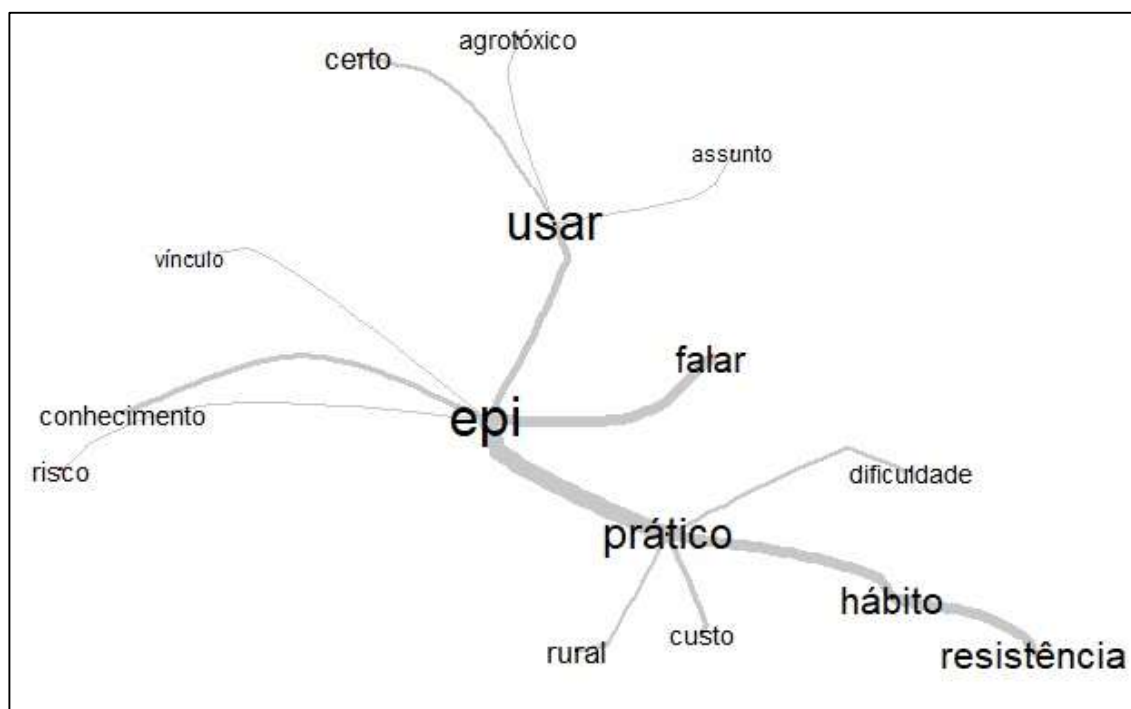 agrotóxico
certo
assunto
usar
vínculo
falar
conhecimento
epi
risco
dificuldade
prático
hábito
custo
rural
resistência